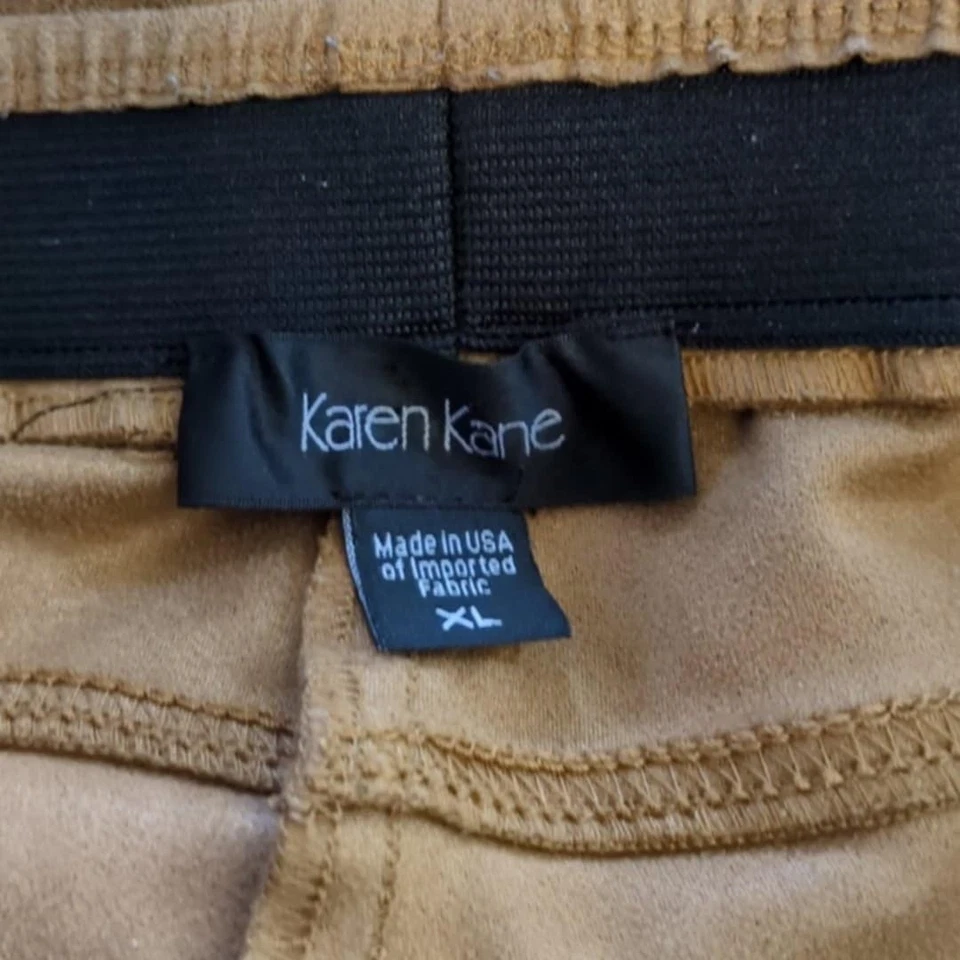 Karen Kane
Made in USA
of Imported
Fabric
XL